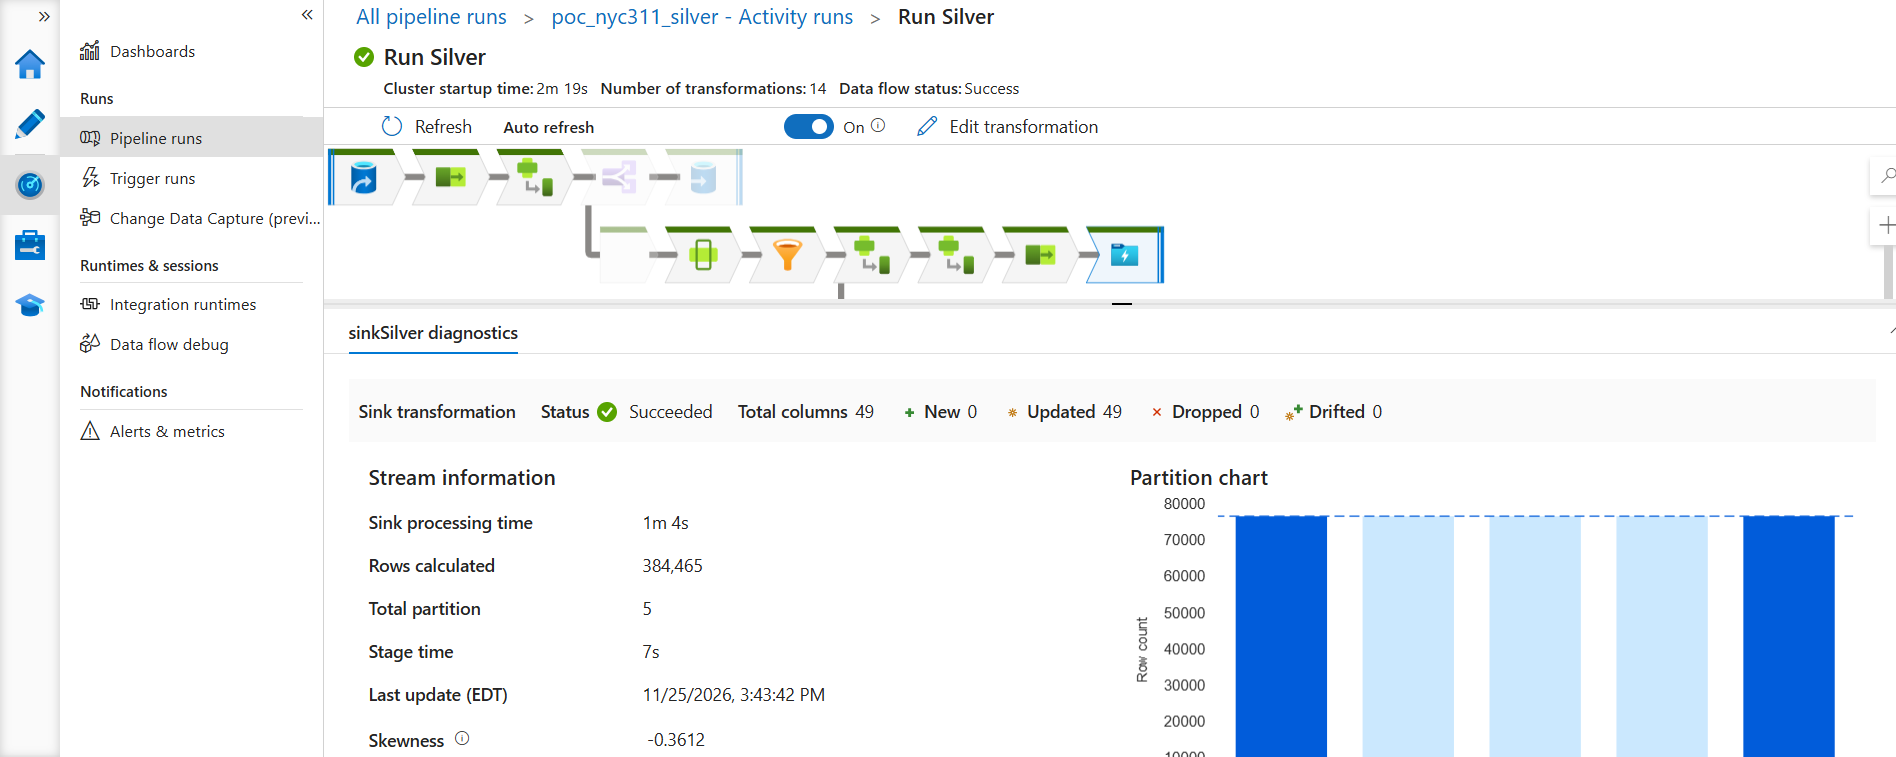 All pipeline runs > poc_nyc311_silver - Activity runs > Run Silver
Dashboards
Runs
Pipeline runs
Trigger runs
Change Data Capture (previ...
Runtimes & sessions
Integration runtimes
Data flow debug
Notifications
Alerts & metrics
Run Silver
Cluster startup time: 2m 19s Number of transformations: 14 Data flow status: Success
Refresh Auto refresh On Edit transformation
sinkSilver diagnostics
Sink transformation Status Succeeded Total columns 49 New 0 Updated 49 Dropped 0 Drifted 0
Stream information
Sink processing time 1m 4s
Rows calculated 384,465
Total partition 5
Stage time 7s
Last update (EDT) 11/25/2026, 3:43:42 PM
Skewness -0.3612
Partition chart
80000
70000
60000
50000
40000
30000
20000
10000
Row count